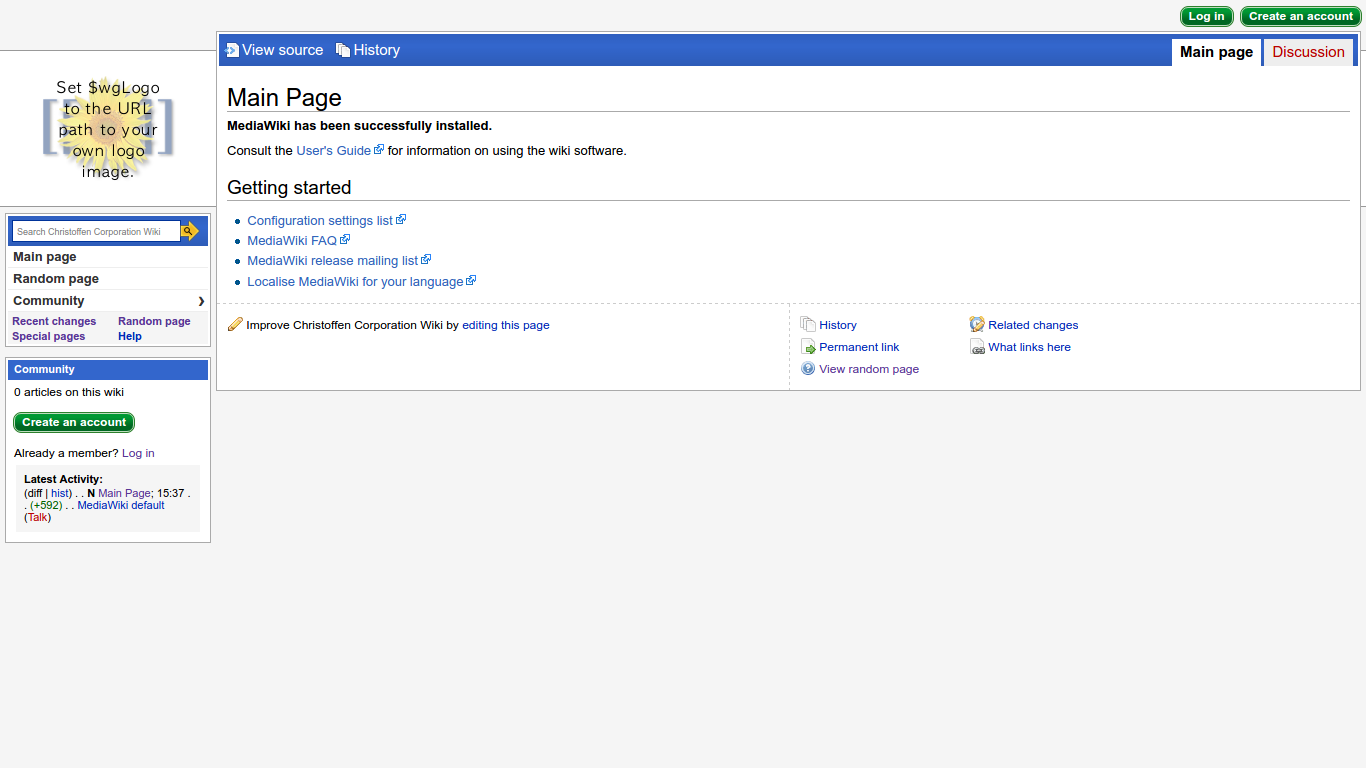 Log in
Create an account
View source
History
Main page
Discussion
Set $wgLogo
to the URL
path to your
own logo
image.
Main Page
MediaWiki has been successfully installed.
Consult the User's Guide for information on using the wiki software.
Getting started
Configuration settings list
MediaWiki FAQ
MediaWiki release mailing list
Localise MediaWiki for your language
Search Christoffen Corporation Wiki
Main page
Random page
Community ›
Recent changes
Random page
Special pages
Help
Improve Christoffen Corporation Wiki by editing this page
History
Related changes
Permanent link
What links here
View random page
Community
0 articles on this wiki
Create an account
Already a member? Log in
Latest Activity:
(diff | hist) . . N Main Page; 15:37 .
. (+592) . . MediaWiki default
(Talk)